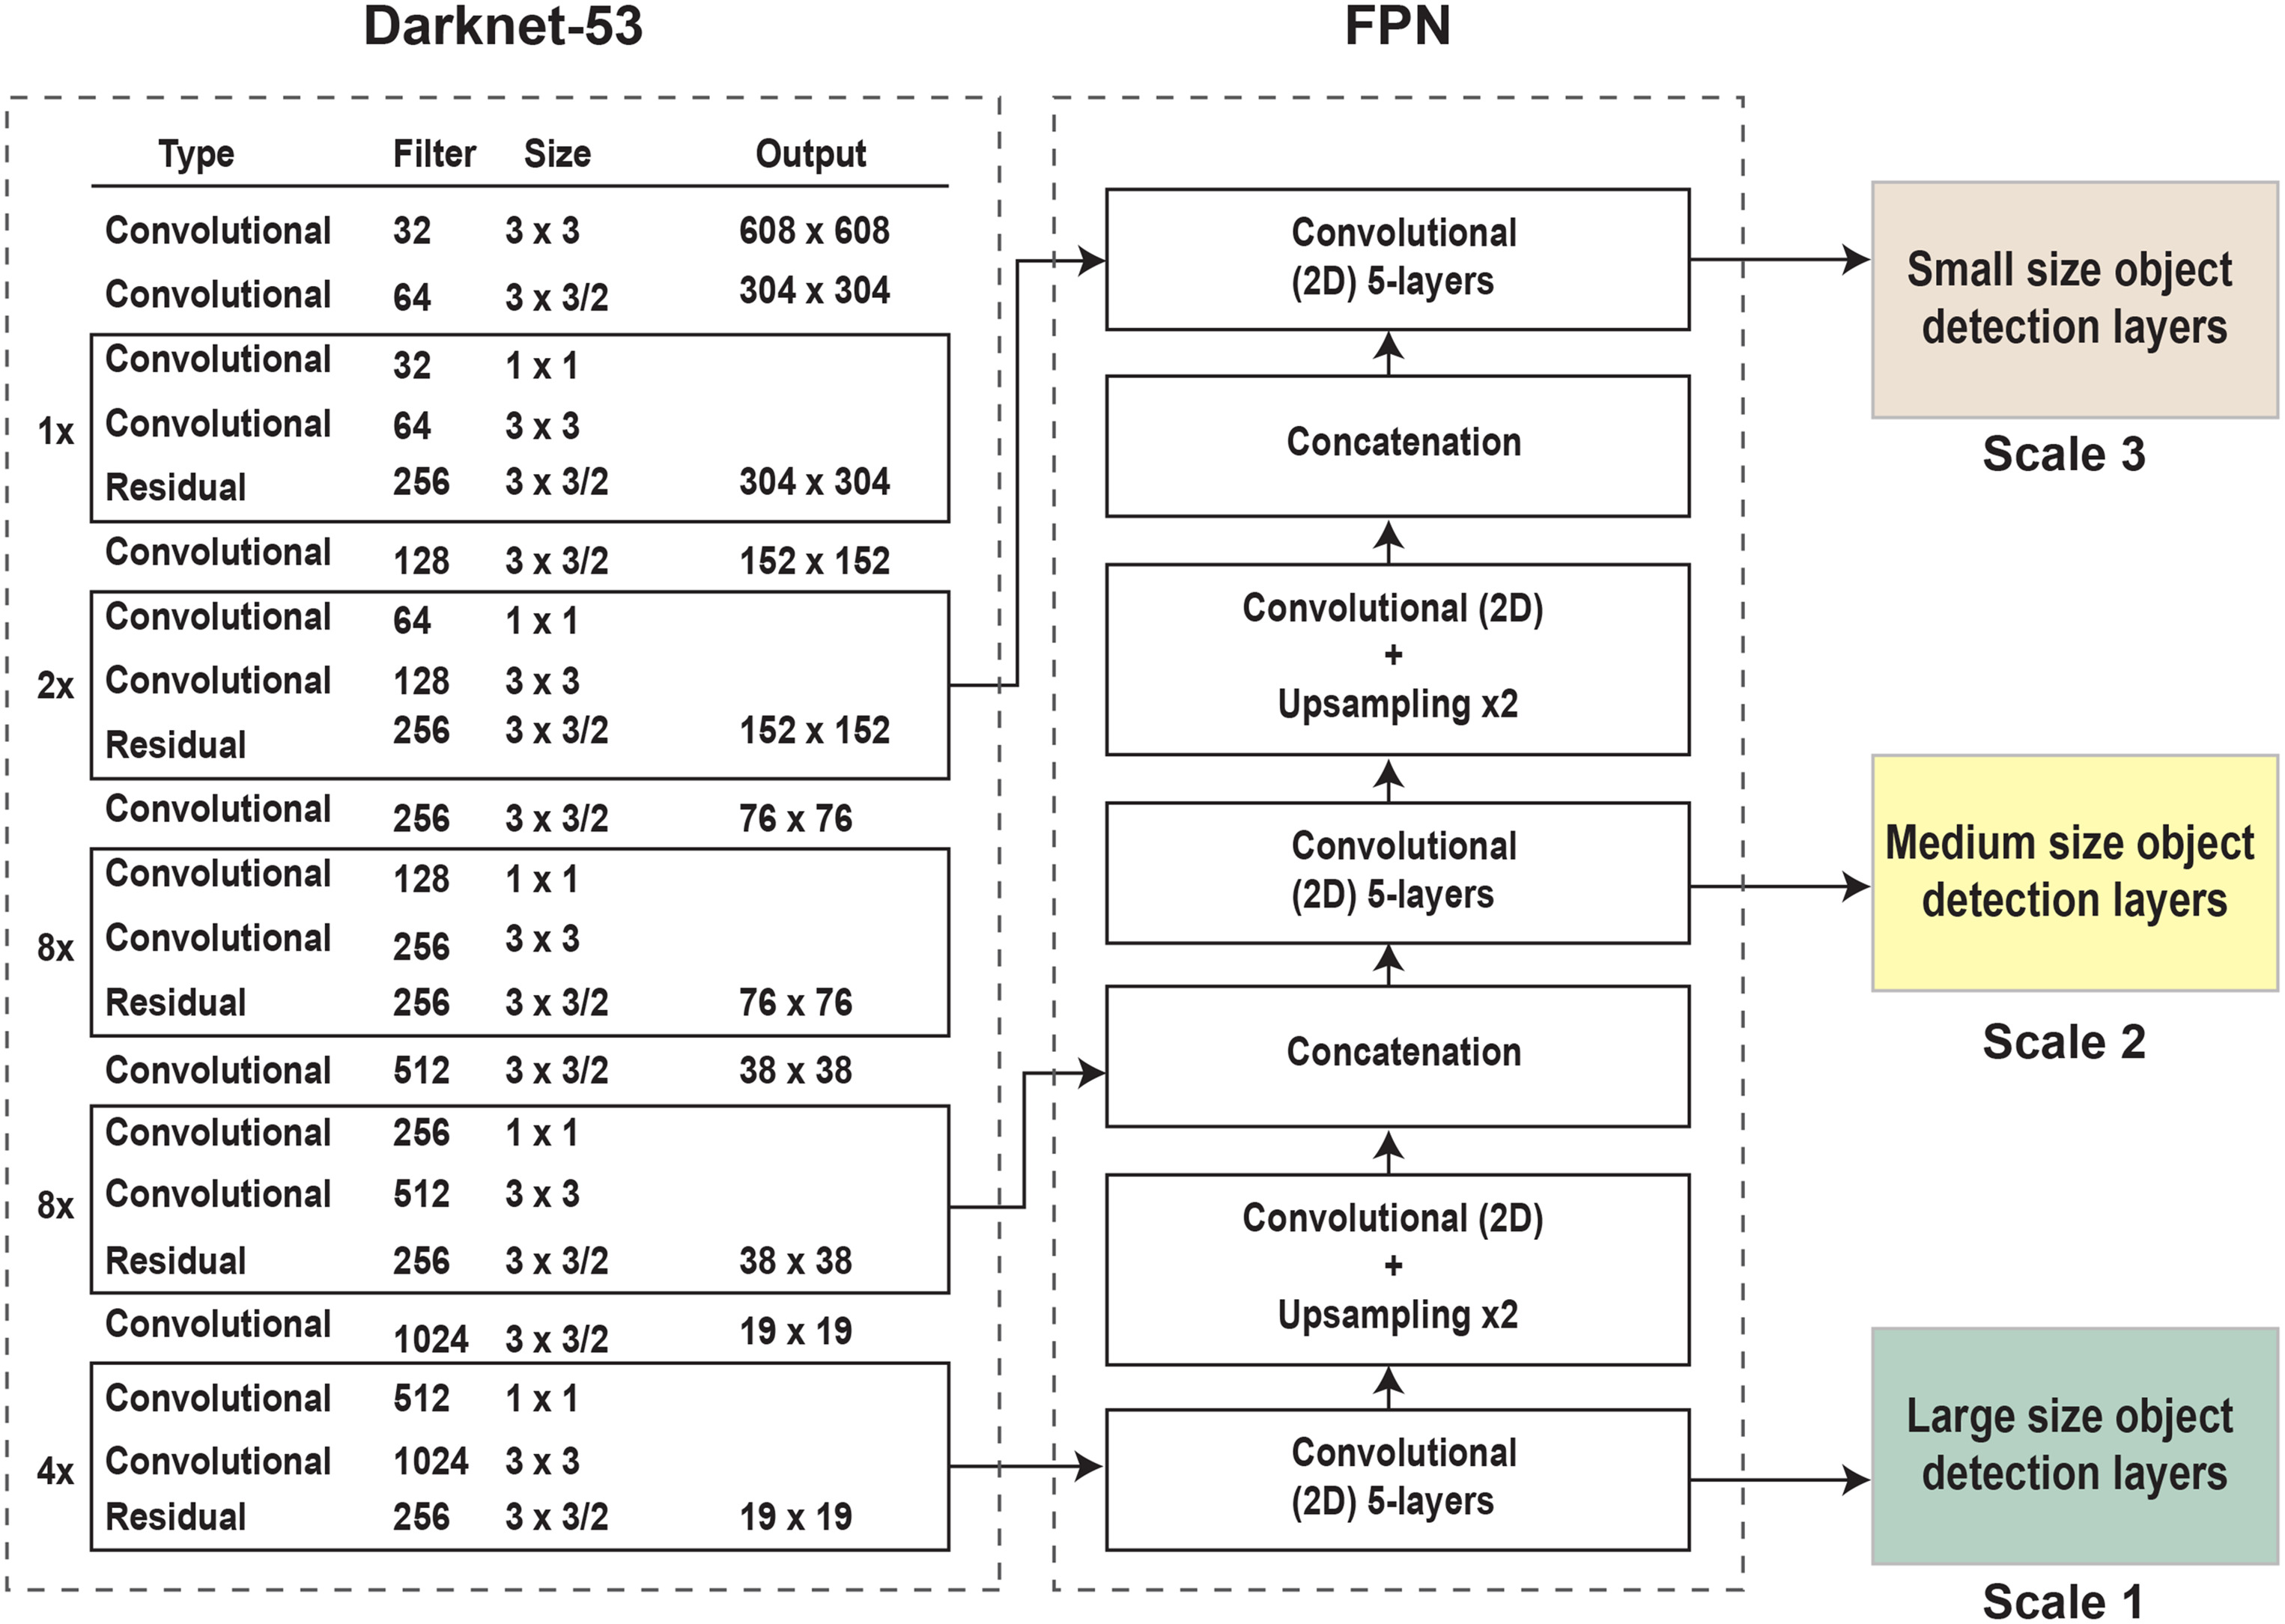 Darknet-53
Type Filter Size Output
Convolutional 32 3 x 3 608 x 608
Convolutional 64 3 x 3/2 304 x 304
1x
Convolutional 32 1 x 1
Convolutional 64 3 x 3
Residual 256 3 x 3/2 304 x 304
Convolutional 128 3 x 3/2 152 x 152
2x
Convolutional 64 1 x 1
Convolutional 128 3 x 3
Residual 256 3 x 3/2 152 x 152
Convolutional 256 3 x 3/2 76 x 76
8x
Convolutional 128 1 x 1
Convolutional 256 3 x 3
Residual 256 3 x 3/2 76 x 76
Convolutional 512 3 x 3/2 38 x 38
8x
Convolutional 256 1 x 1
Convolutional 512 3 x 3
Residual 256 3 x 3/2 38 x 38
Convolutional 1024 3 x 3/2 19 x 19
4x
Convolutional 512 1 x 1
Convolutional 1024 3 x 3
Residual 256 3 x 3/2 19 x 19
FPN
Convolutional
(2D) 5-layers
Concatenation
Convolutional (2D)
+
Upsampling x2
Convolutional
(2D) 5-layers
Concatenation
Convolutional (2D)
+
Upsampling x2
Convolutional
(2D) 5-layers
Small size object
detection layers
Scale 3
Medium size object
detection layers
Scale 2
Large size object
detection layers
Scale 1